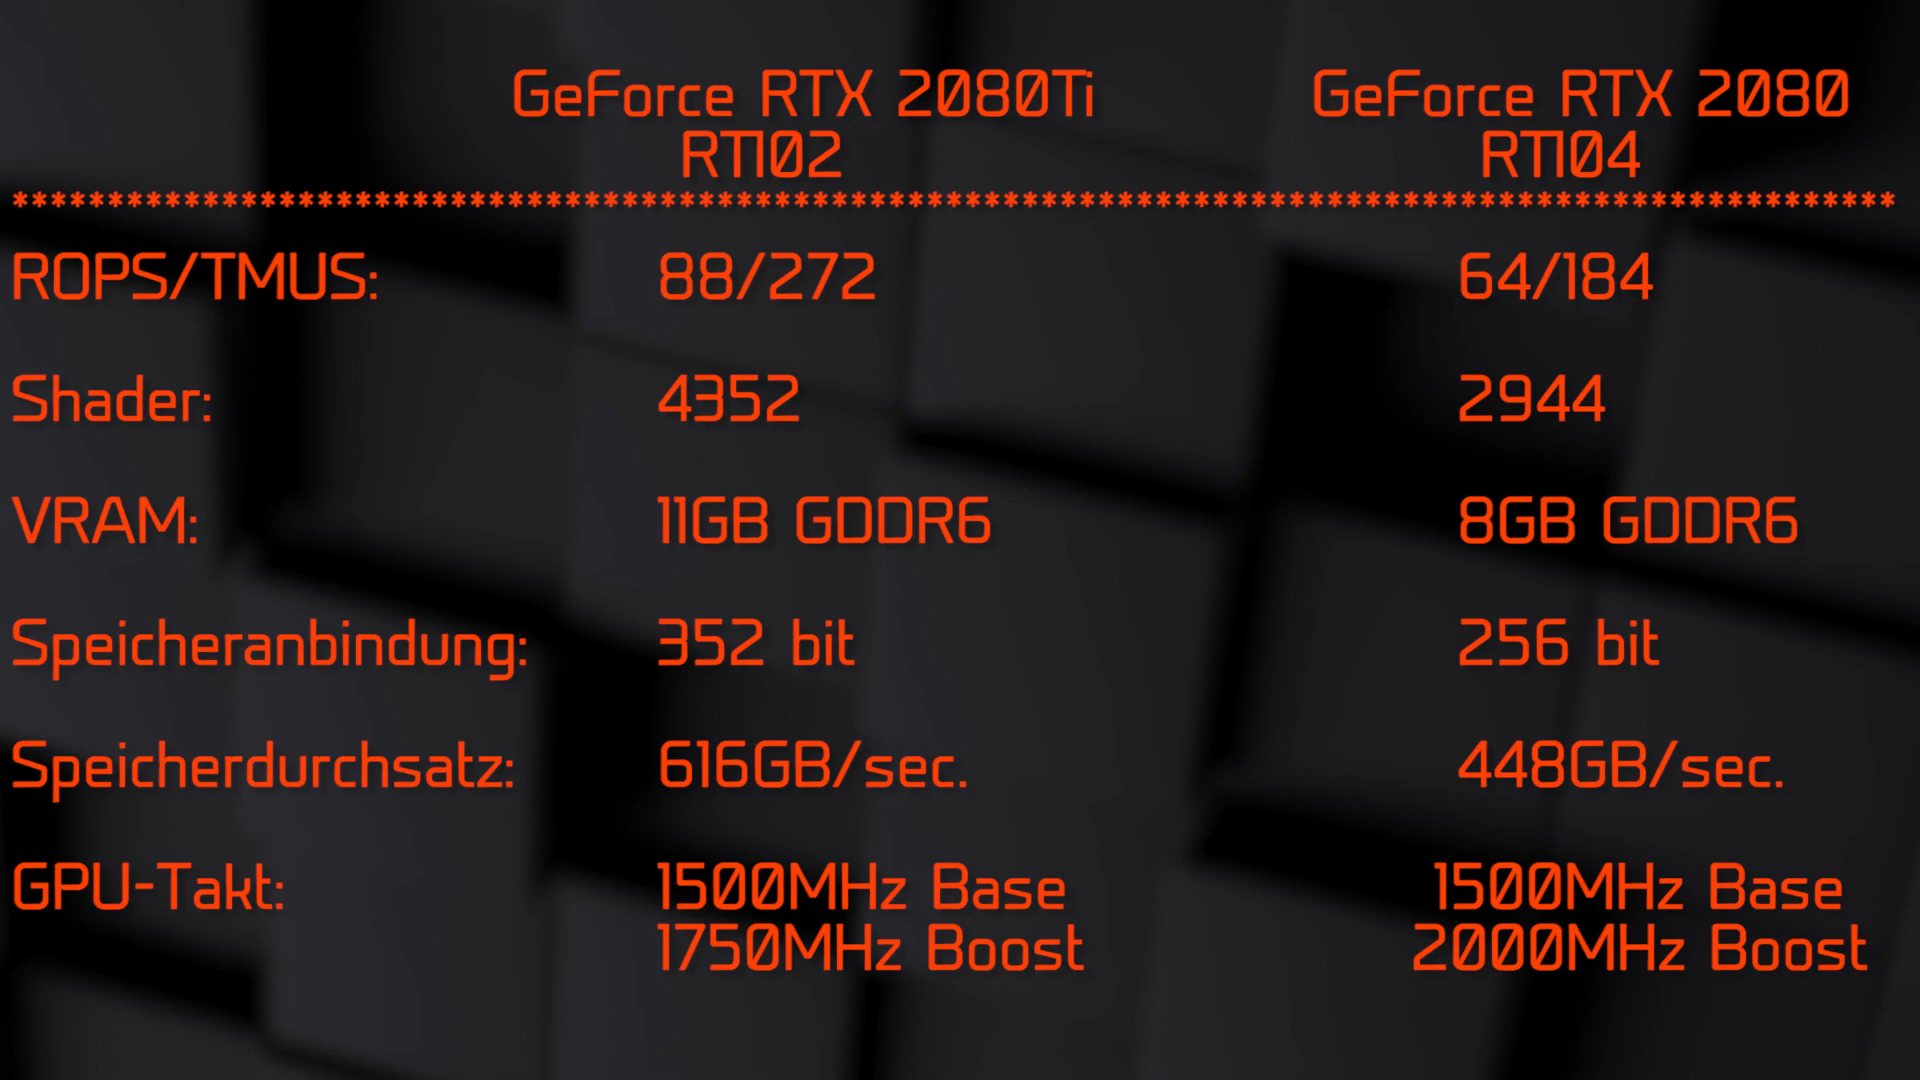 GeForce RTX 2080Ti GeForce RTX 2080
RT102 RT104
***************************************************************************************************
ROPS/TMUS: 88/272 64/184
Shader: 4352 2944
VRAM: 11GB GDDR6 8GB GDDR6
Speicheranbindung: 352 bit 256 bit
Speicherdurchsatz: 616GB/sec. 448GB/sec.
GPU-Takt: 1500MHz Base 1500MHz Base
1750MHz Boost 2000MHz Boost